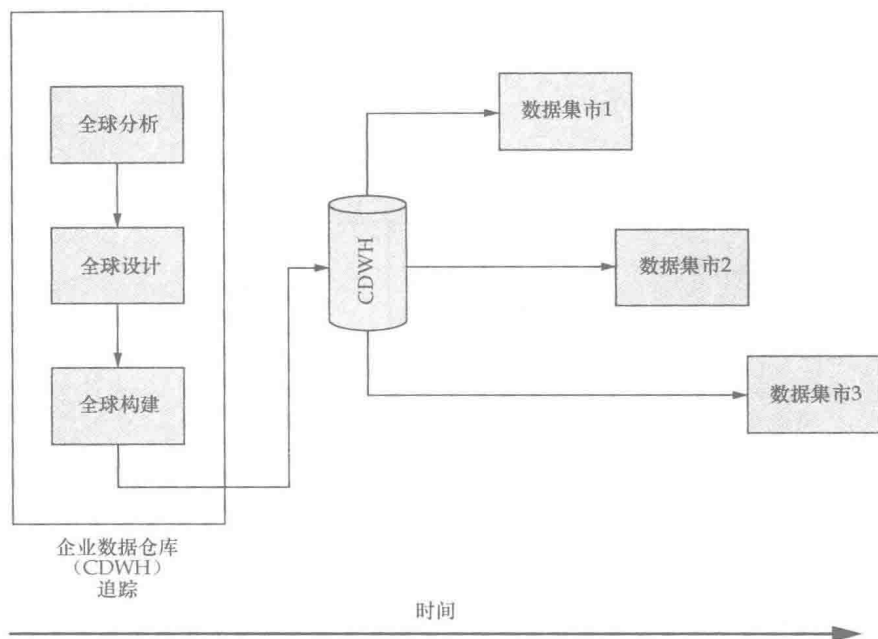 全球分析
全球设计
全球构建
企业数据仓库
（CDWH）
追踪
CDWH
数据集市1
数据集市2
数据集市3
时间